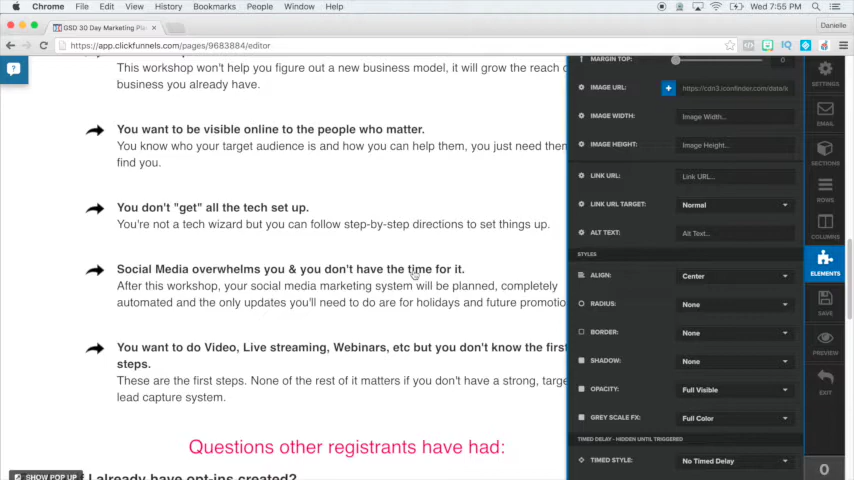 Chrome File Edit View History Bookmarks People Window Help
Wed 7:55 PM
GSD 30 Day Marketing Pla
Danielle
https://app.clickfunnels.com/pages/9683884/editor
This workshop won't help you figure out a new business model, it will grow the reach
business you already have.
You want to be visible online to the people who matter.
You know who your target audience is and how you can help them, you just need them
find you.
You don't "get" all the tech set up.
You're not a tech wizard but you can follow step-by-step directions to set things up.
Social Media overwhelms you & you don't have the time for it.
After this workshop, your social media marketing system will be planned, completely
automated and the only updates you'll need to do are for holidays and future promotio
You want to do Video, Live streaming, Webinars, etc but you don't know the first
steps.
These are the first steps. None of the rest of it matters if you don't have a strong, targe
lead capture system.
Questions other registrants have had:
I already have opt-ins created?
SHOW POP UP
MARGIN TOP: 0
IMAGE URL: https://cdn3.iconfinder.com/data/i
IMAGE WIDTH: Image Width...
IMAGE HEIGHT: Image Height...
LINK URL: Link URL...
LINK URL TARGET: Normal
ALT TEXT: Alt Text...
STYLES
ALIGN: Center
RADIUS: None
BORDER: None
SHADOW: None
OPACITY: Full Visible
GREY SCALE FX: Full Color
TIMED DELAY - HIDDEN UNTIL TRIGGERED
TIMED STYLE: No Timed Delay
SETTINGS
EMAIL
SECTIONS
ROWS
COLUMNS
ELEMENTS
SAVE
PREVIEW
EXIT
0